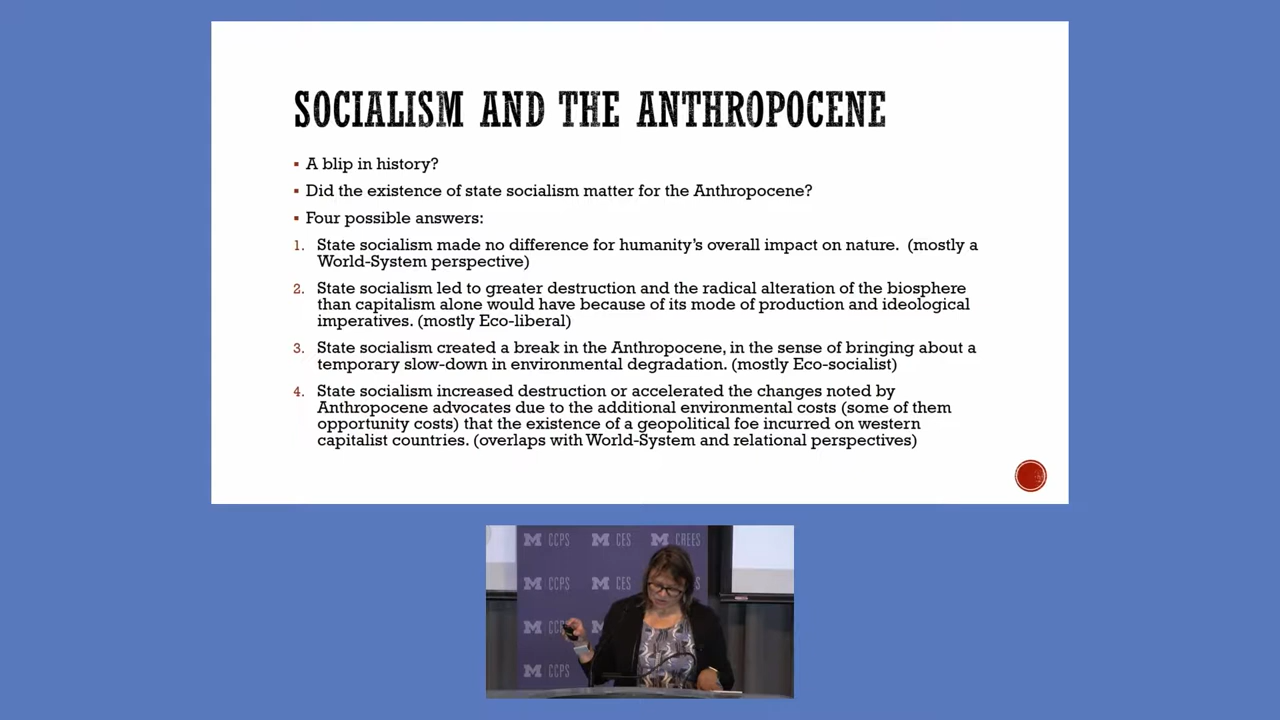 SOCIALISM AND THE ANTHROPOCENE
▪ A blip in history?
▪ Did the existence of state socialism matter for the Anthropocene?
▪ Four possible answers:
1. State socialism made no difference for humanity's overall impact on nature. (mostly a
World-System perspective)
2. State socialism led to greater destruction and the radical alteration of the biosphere
than capitalism alone would have because of its mode of production and ideological
imperatives. (mostly Eco-liberal)
3. State socialism created a break in the Anthropocene, in the sense of bringing about a
temporary slow-down in environmental degradation. (mostly Eco-socialist)
4. State socialism increased destruction or accelerated the changes noted by
Anthropocene advocates due to the additional environmental costs (some of them
opportunity costs) that the existence of a geopolitical foe incurred on western
capitalist countries. (overlaps with World-System and relational perspectives)
M CCPS M CES M CREES
M CCPS M CES
M M
M CCPS